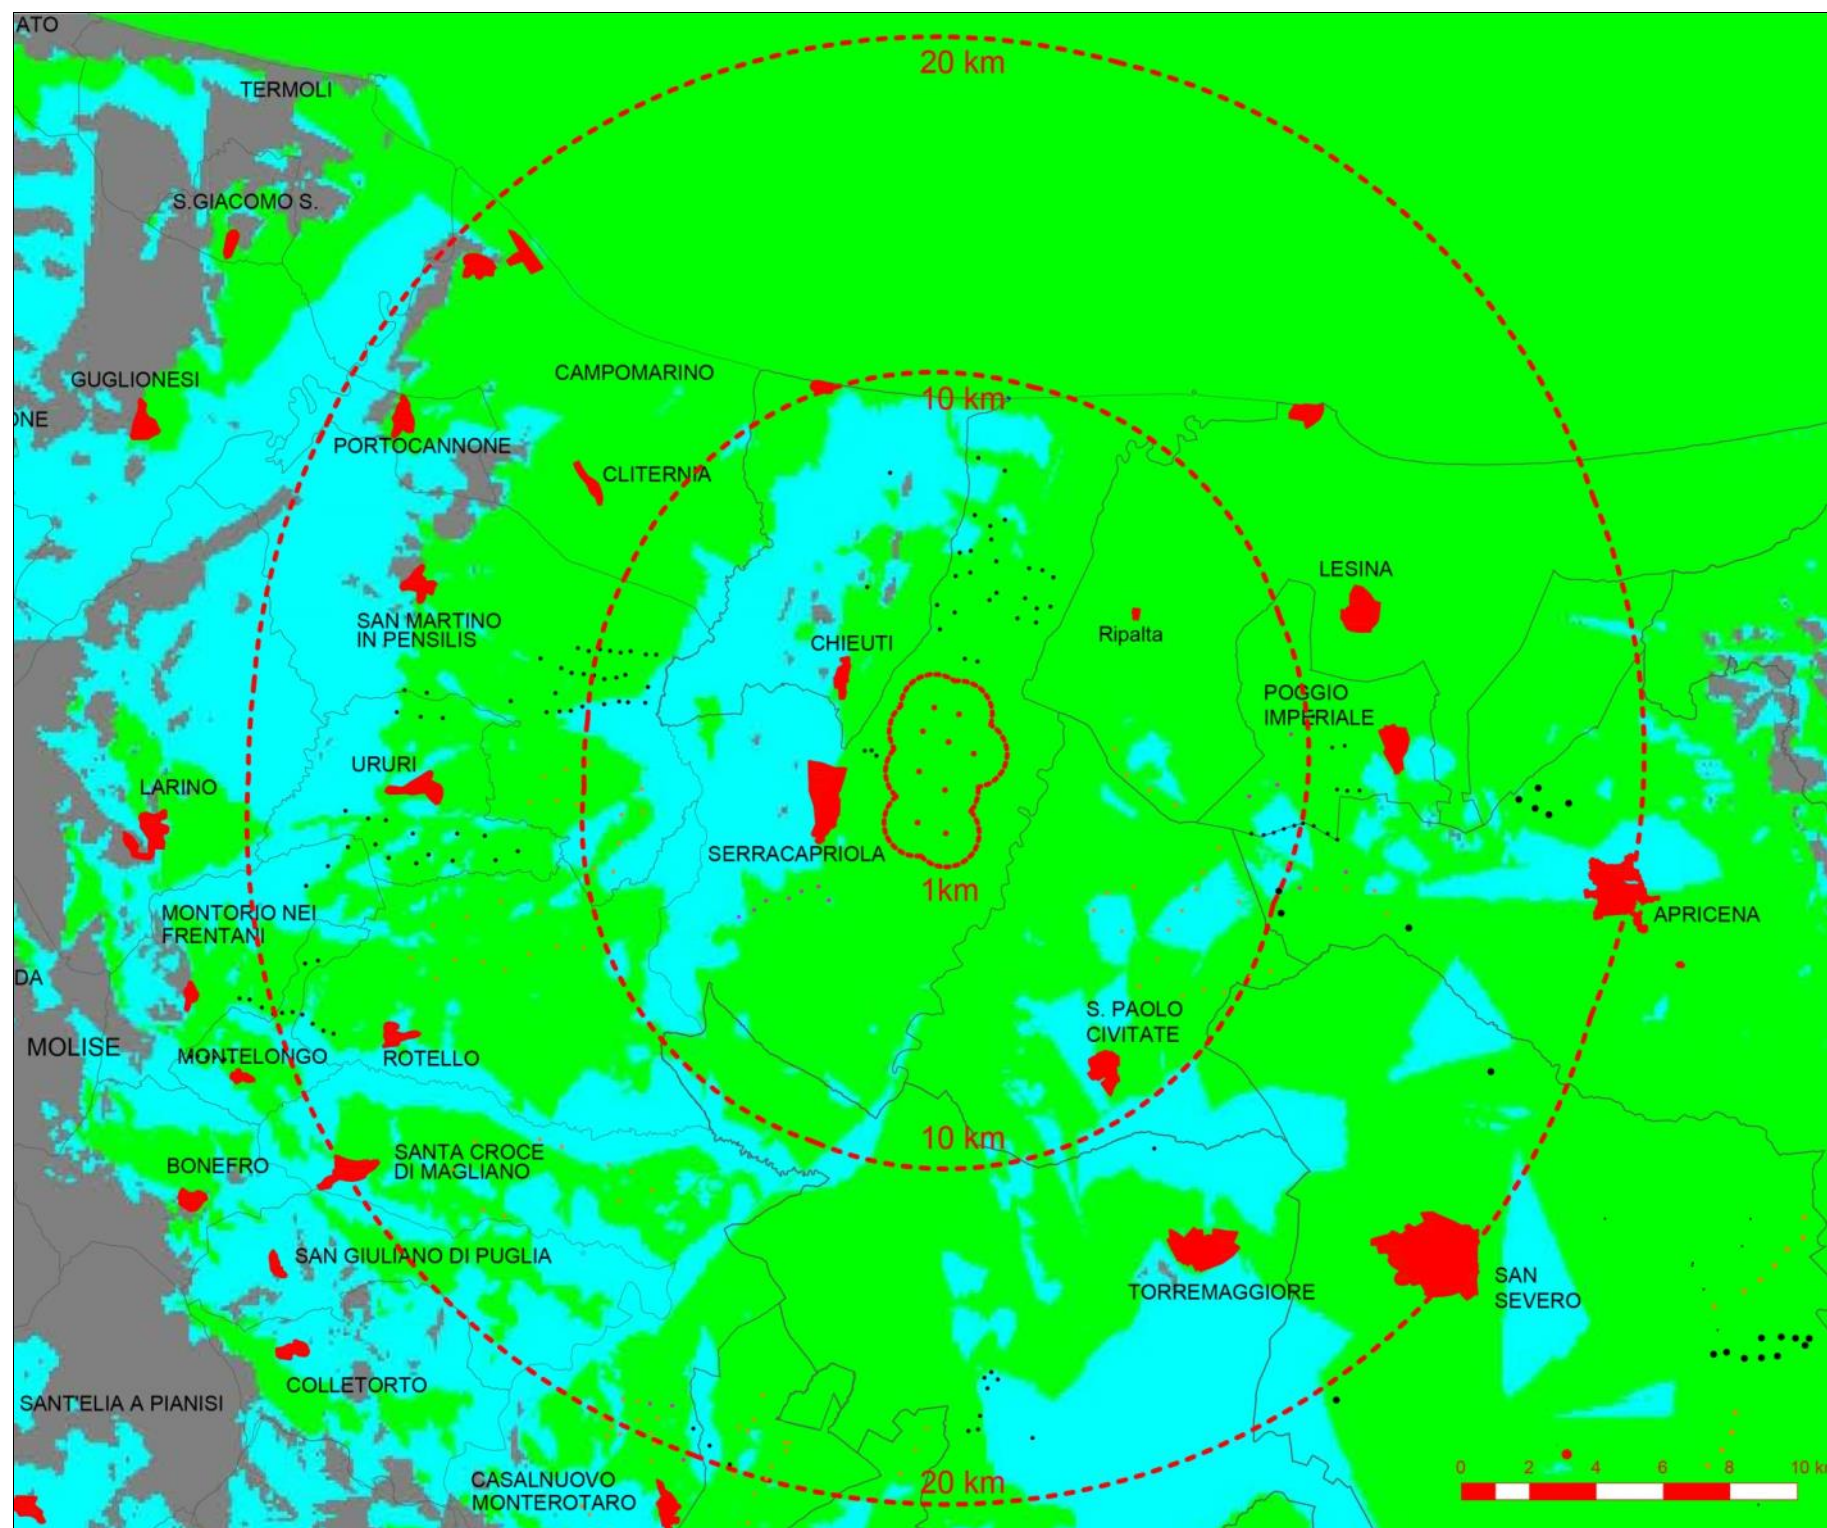 ATO
20 km
TERMOLI
S.GIACOMO S.
GUGLIONESI
CAMPOMARINO
10 km
ONE
PORTOCANNONE
CLITERNIA
LESINA
SAN MARTINO
IN PENSILIS
CHIEUTI
Ripalta
POGGIO
IMPERIALE
URURI
LARINO
SERRACAPRIOLA
1km
MONTORIO NEI
FRENTANI
APRICENA
DA
S. PAOLO
CIVITATE
MOLISE
MONTELONGO
ROTELLO
10 km
SANTA CROCE
DI MAGLIANO
BONEFRO
SAN GIULIANO DI PUGLIA
SAN
SEVERO
TORREMAGGIORE
COLLETORTO
SANT'ELIA A PIANISI
CASALNUOVO
MONTEROTARO
20 km
0 2 4 6 8 10 k